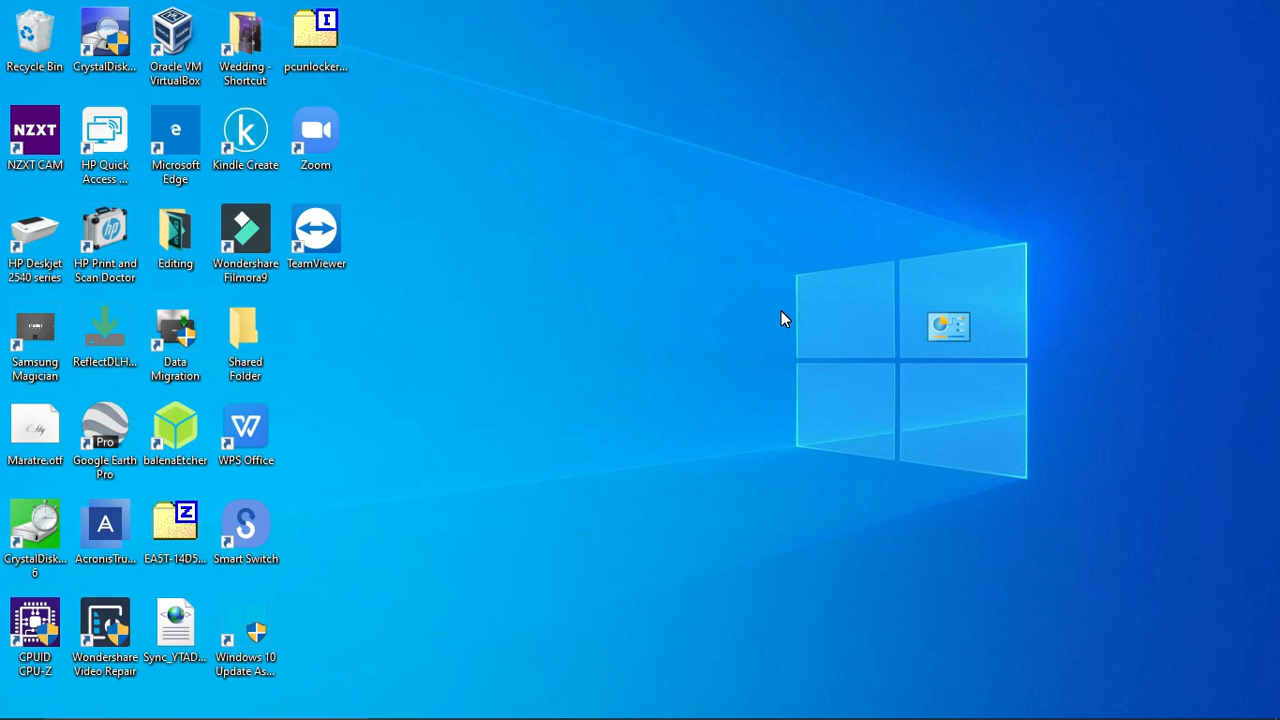 Recycle Bin
CrystalDisk...
Oracle VM
VirtualBox
Wedding -
Shortcut
I
pcunlocker...
NZXT
NZXT CAM
HP Quick
Access ...
e
Microsoft
Edge
k
Kindle Create
Zoom
HP Deskjet
2540 series
hp
HP Print and
Scan Doctor
Editing
Wondershare
Filmora9
TeamViewer
Samsung
Magician
ReflectDLH...
Data
Migration
Shared
Folder
Maratre.otf
Pro
Google Earth
Pro
balenaEtcher
W
WPS Office
CrystalDisk...
6
A
AcronisTru...
Z
EA5T-14D5...
S
Smart Switch
CPUID
CPU-Z
Wondershare
Video Repair
Sync_YTAD...
Windows 10
Update As...